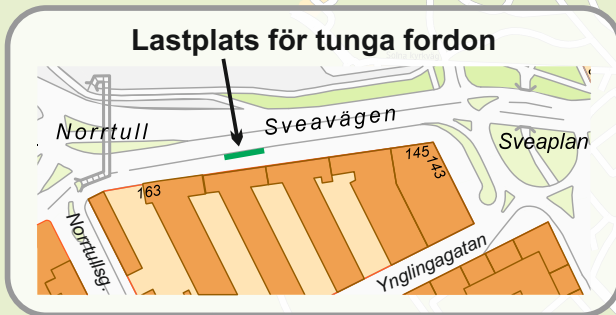 Lastplats för tunga fordon
Norrtull
Sveavägen
Sveaplan
145
143
163
Norrtullsg.
Ynglingagatan